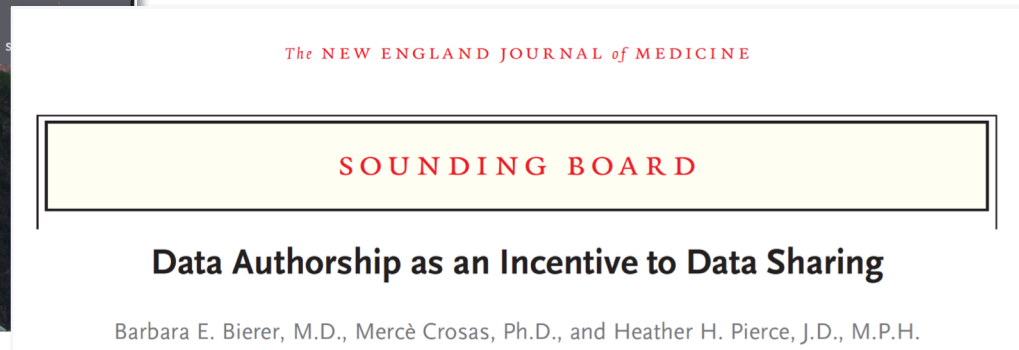 The NEW ENGLAND JOURNAL of MEDICINE
SOUNDING BOARD
Data Authorship as an Incentive to Data Sharing
Barbara E. Bierer, M.D., Mercè Crosas, Ph.D., and Heather H. Pierce, J.D., M.P.H.